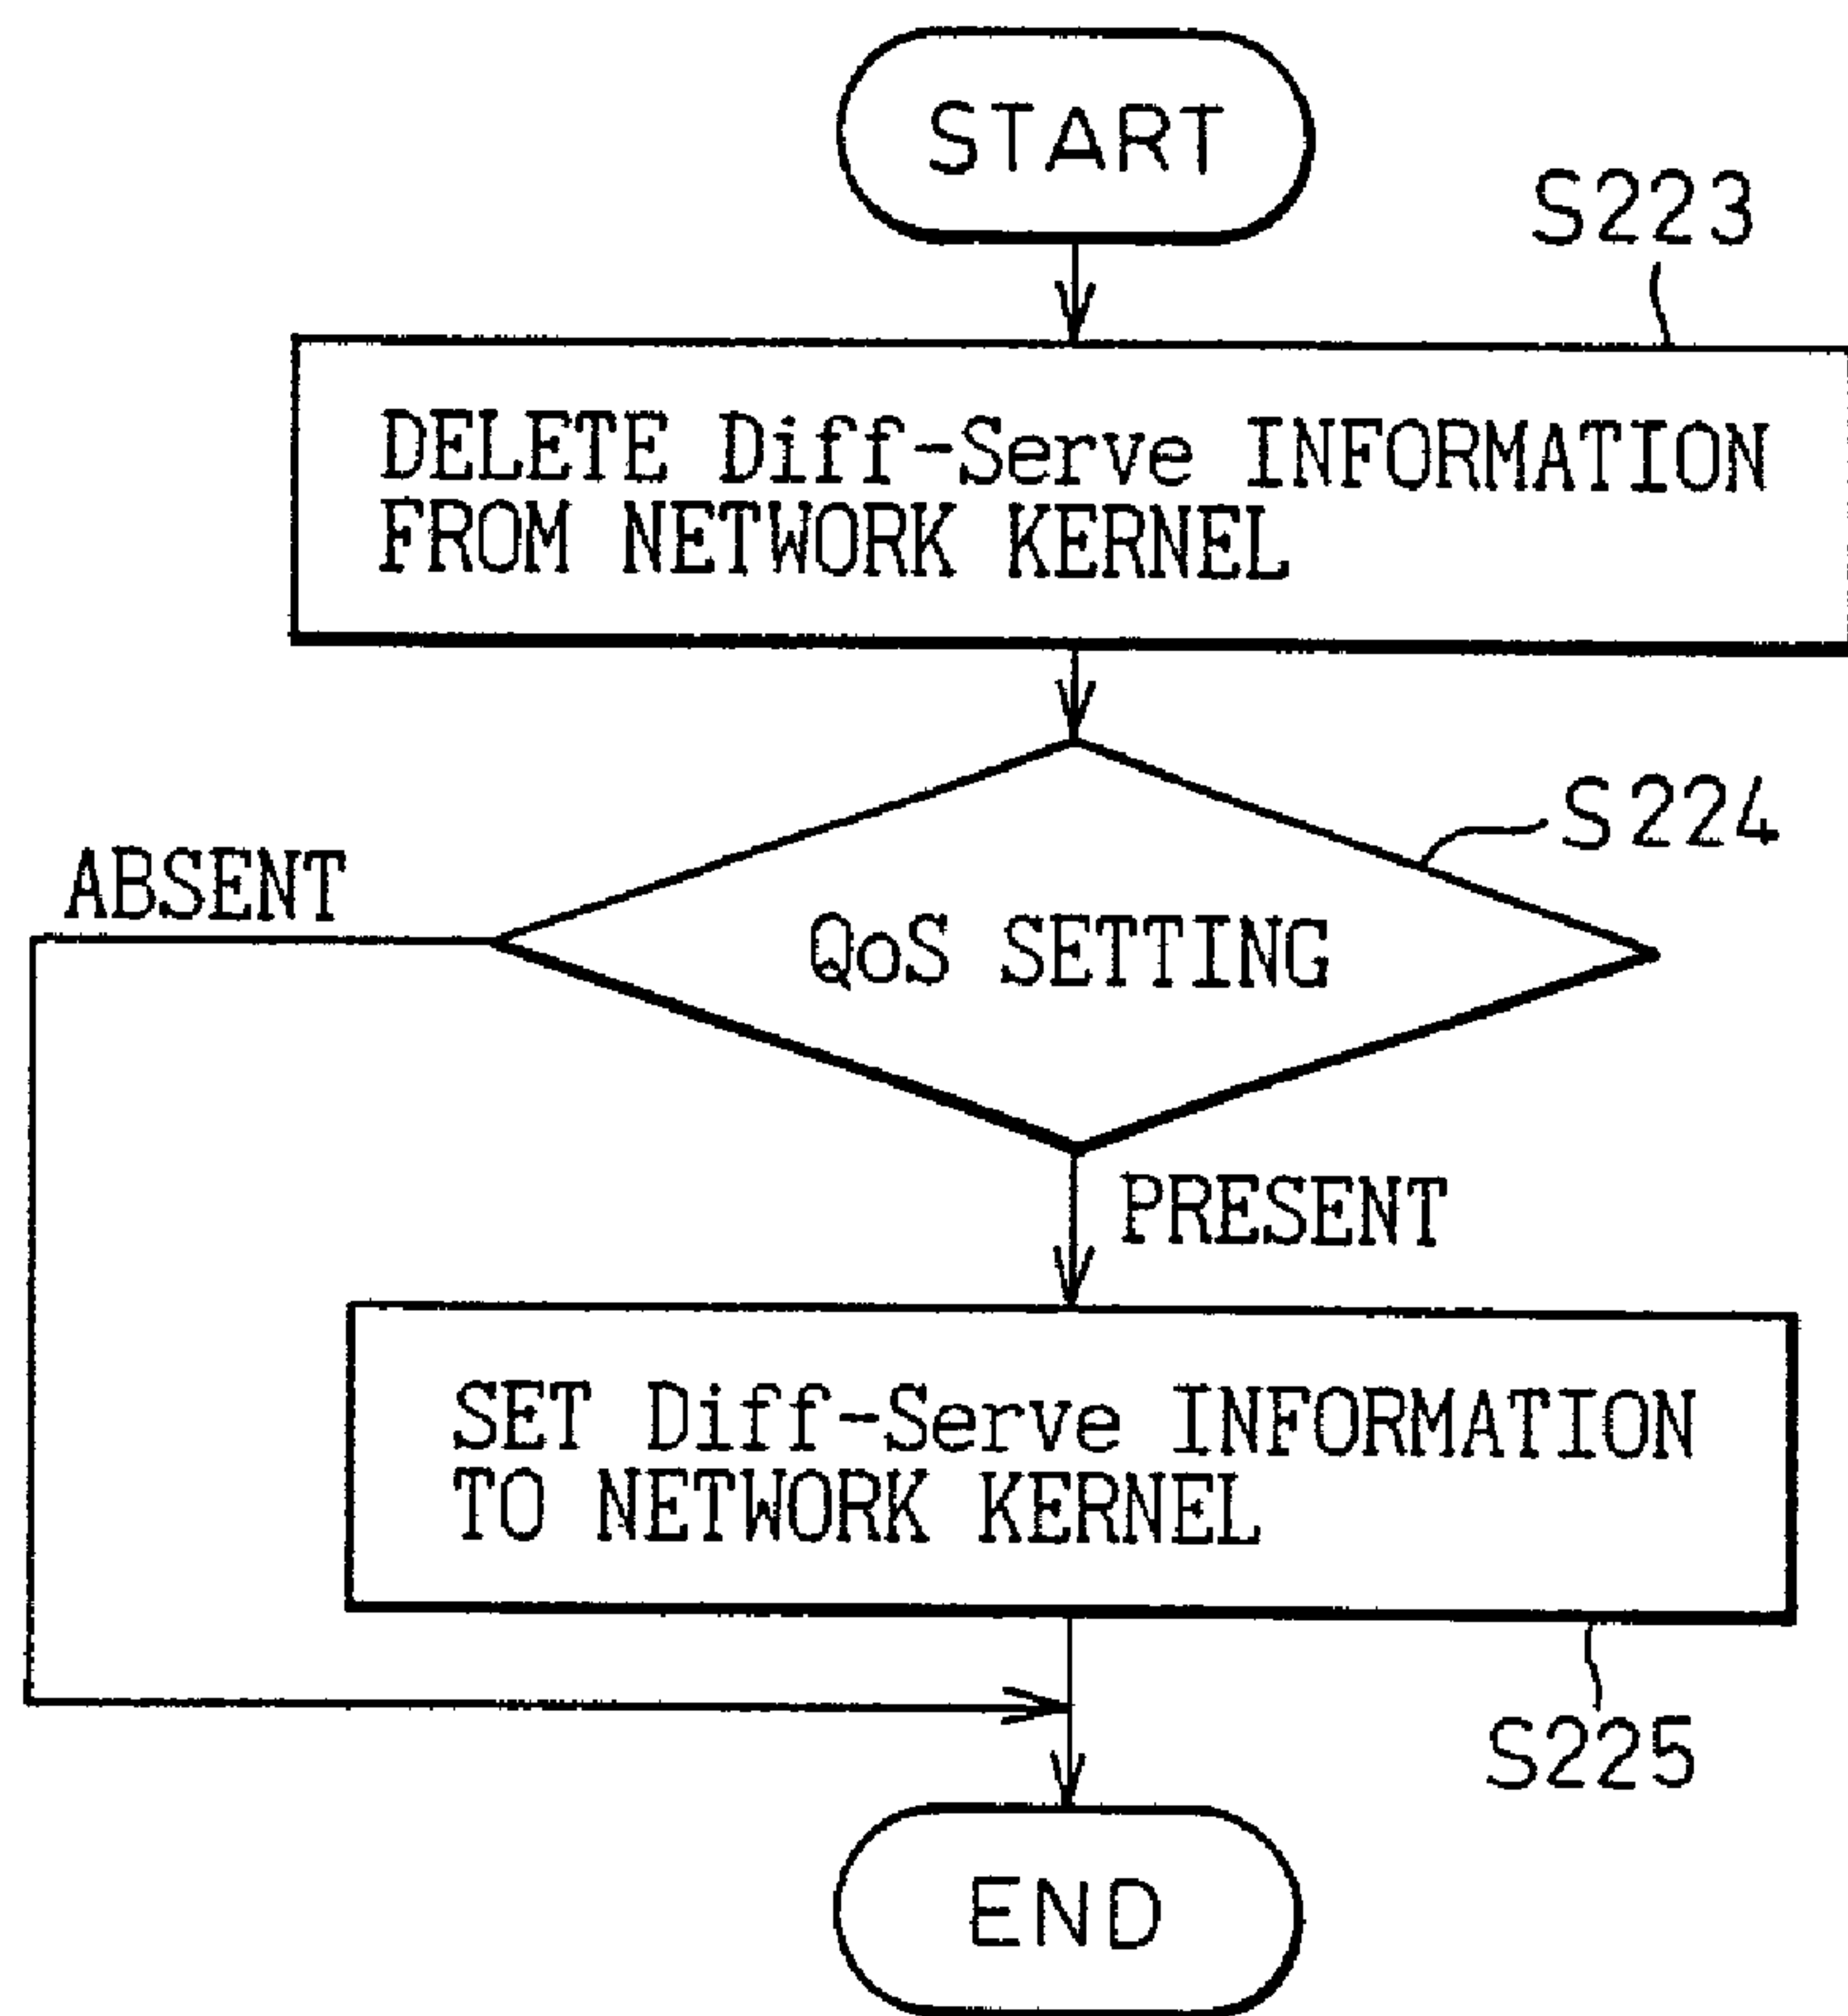 START
S223
DELETE Diff-Serve INFORMATION
FROM NETWORK KERNEL
S224
ABSENT
QoS SETTING
PRESENT
SET Diff-Serve INFORMATION
TO NETWORK KERNEL
S225
END